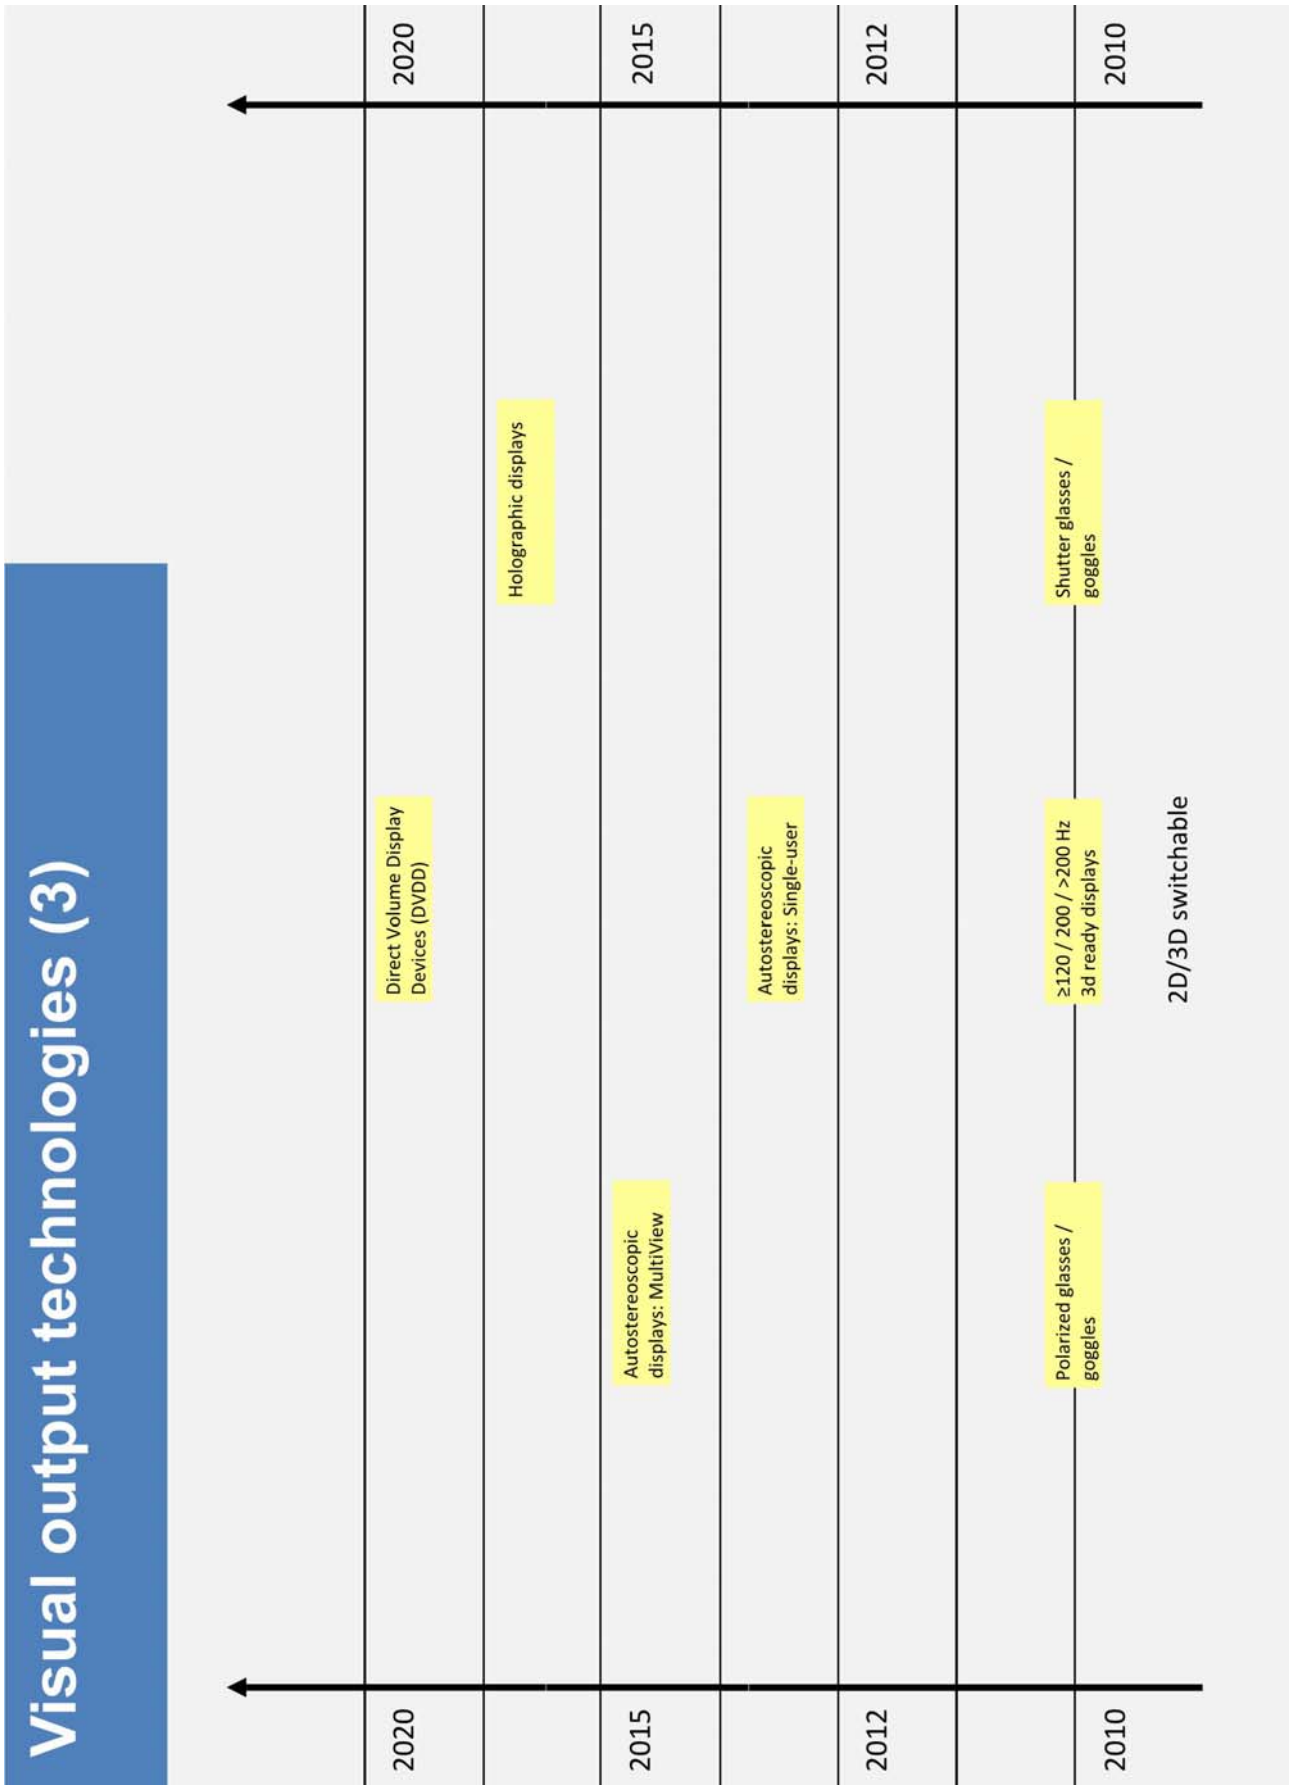 Visual output technologies (3)
2020
2020
Direct Volume Display
Devices (DVDD)
Holographic displays
2015
2015
Autostereoscopic
displays: MultiView
Autostereoscopic
displays: Single-user
2012
2012
Polarized glasses /
goggles
≥120 / 200 / >200 Hz
3d ready displays
Shutter glasses /
goggles
2010
2010
2D/3D switchable